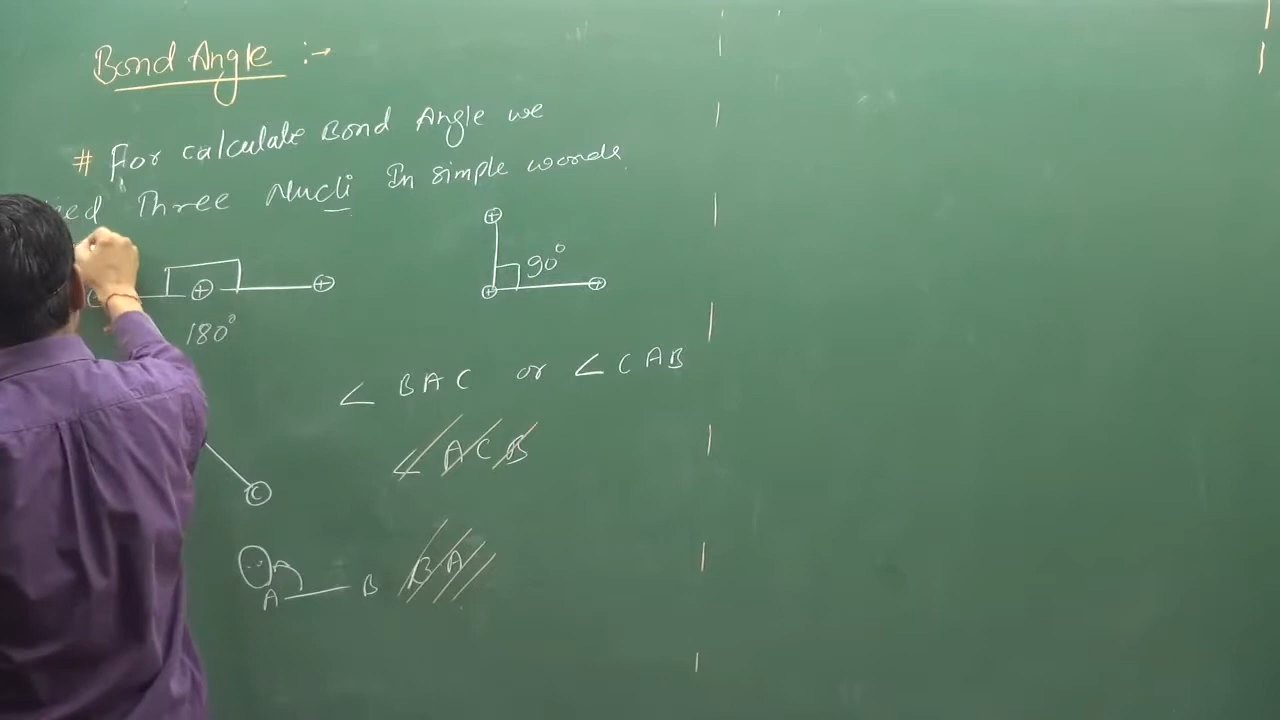 Bond Angle :→
# For calculate Bond Angle we
Three Nucli In simple words.
+ + +
90°
+ +
180°
∠ BAC or ∠ CAB
∠ ACB
C
A B BA